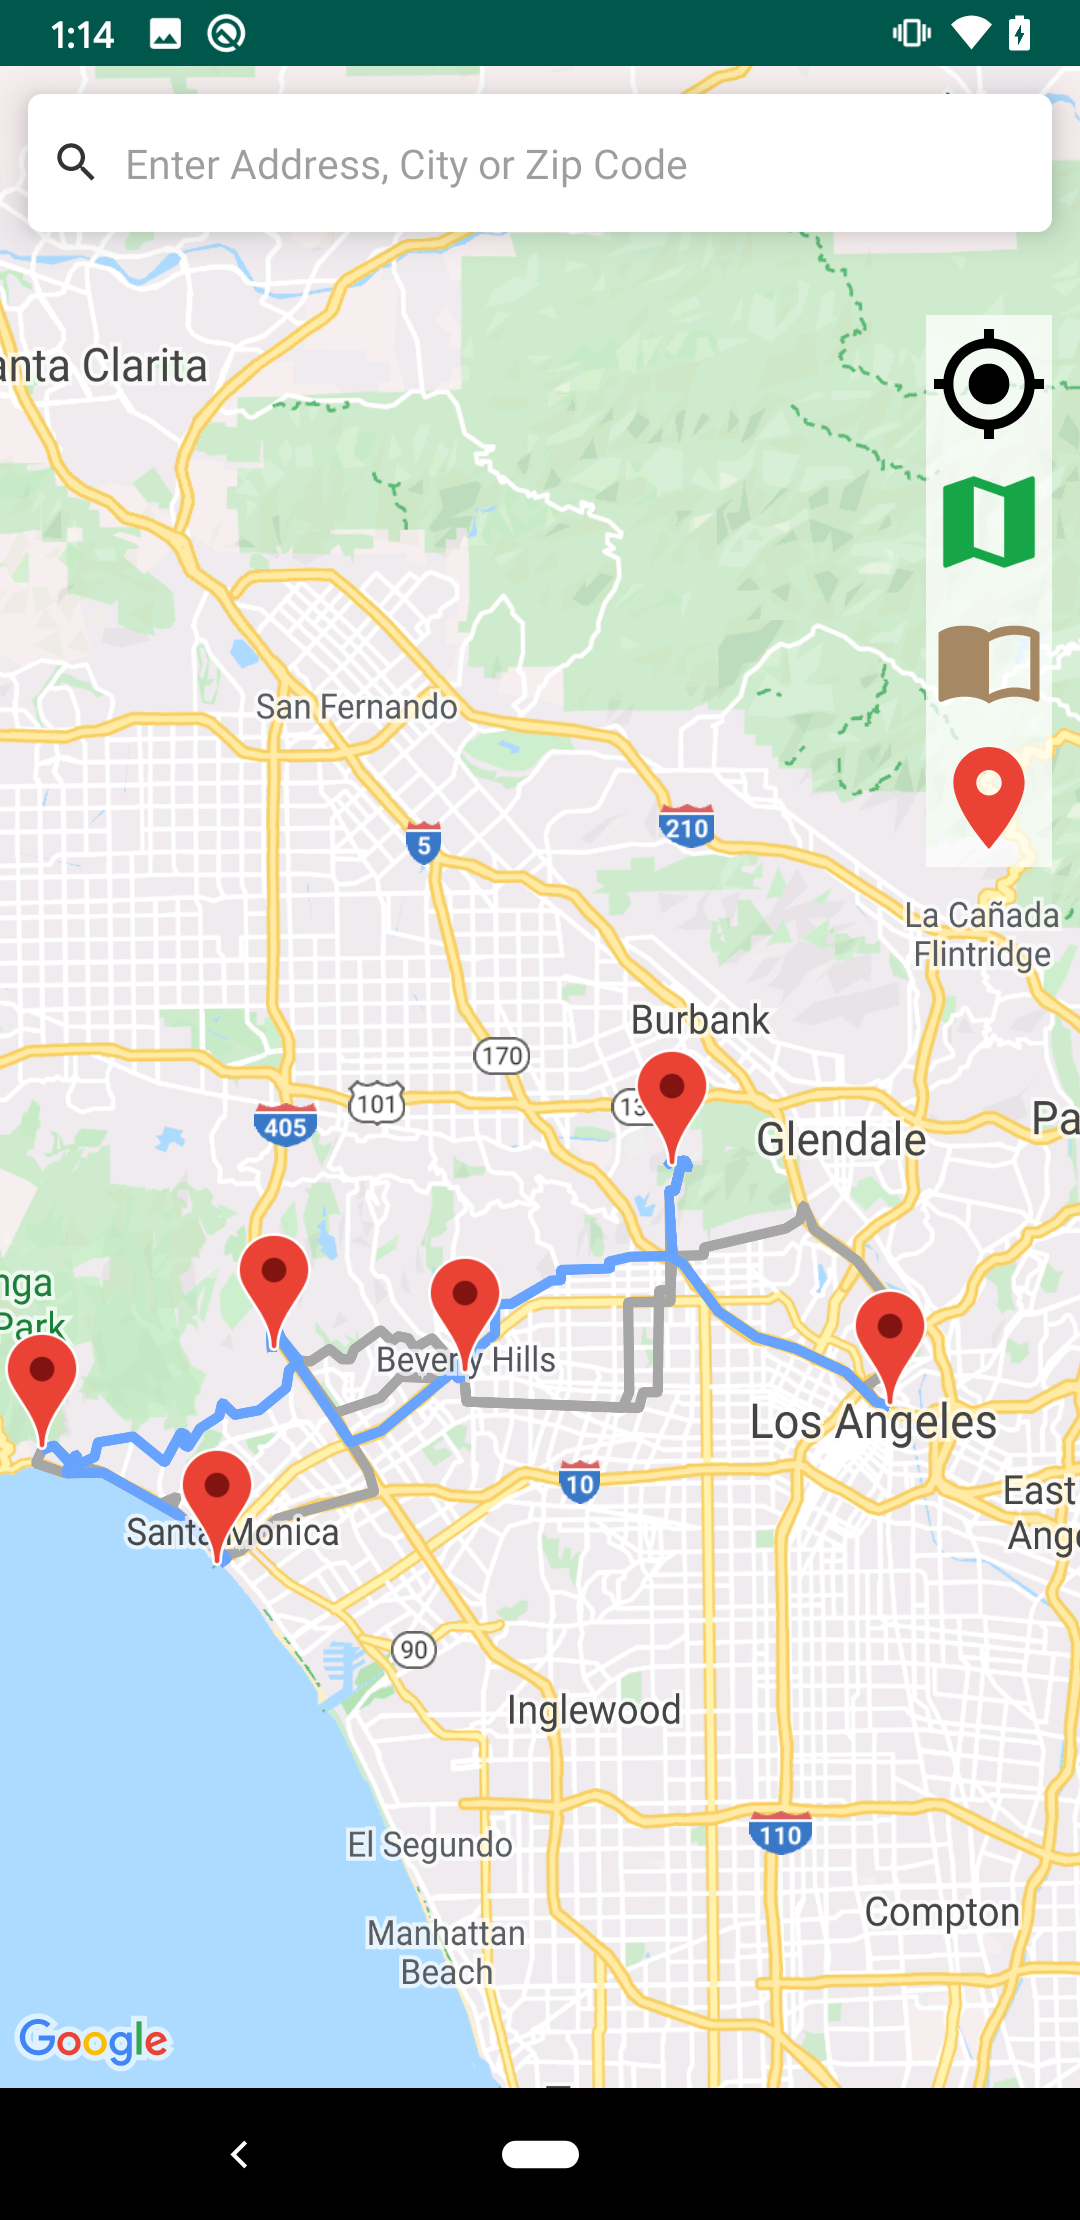 1:14
Enter Address, City or Zip Code
anta Clarita
San Fernando
5
210
La Cañada
Flintridge
Burbank
170
101
13
405
Glendale
Pa
nga
Park
Beverly Hills
Los Angeles
10
East
Ange
Santa Monica
90
Inglewood
110
El Segundo
Compton
Manhattan
Beach
Google